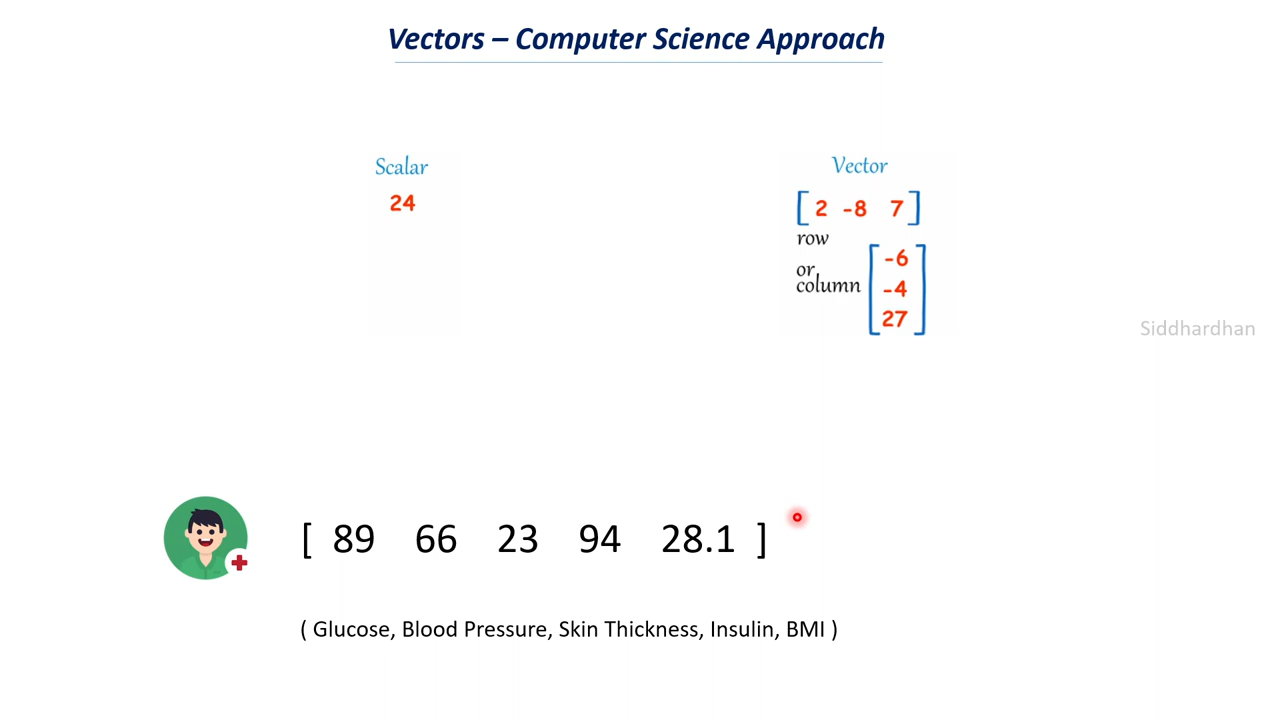 Vectors – Computer Science Approach
Scalar
24
Vector
[ 2 -8 7 ]
row
or
column
[ -6
-4
27 ]
Siddhardhan
[ 89 66 23 94 28.1 ]
( Glucose, Blood Pressure, Skin Thickness, Insulin, BMI )